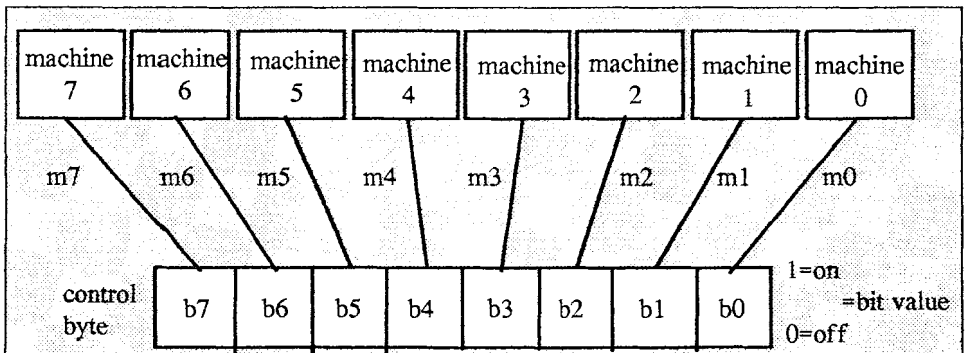 machine machine machine machine machine machine machine machine
7 6 5 4 3 2 1 0
m7 m6 m5 m4 m3 m2 m1 m0
1=on
control b7 b6 b5 b4 b3 b2 b1 b0 =bit value
byte
0=off